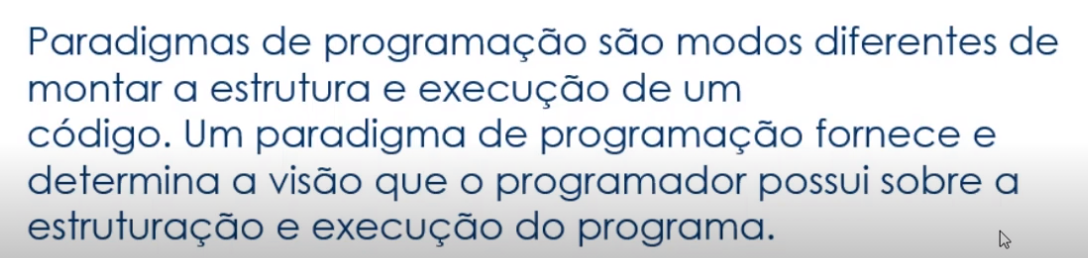 Paradigmas de programação são modos diferentes de
montar a estrutura e execução de um
código. Um paradigma de programação fornece e
determina a visão que o programador possui sobre a
estruturação e execução do programa.